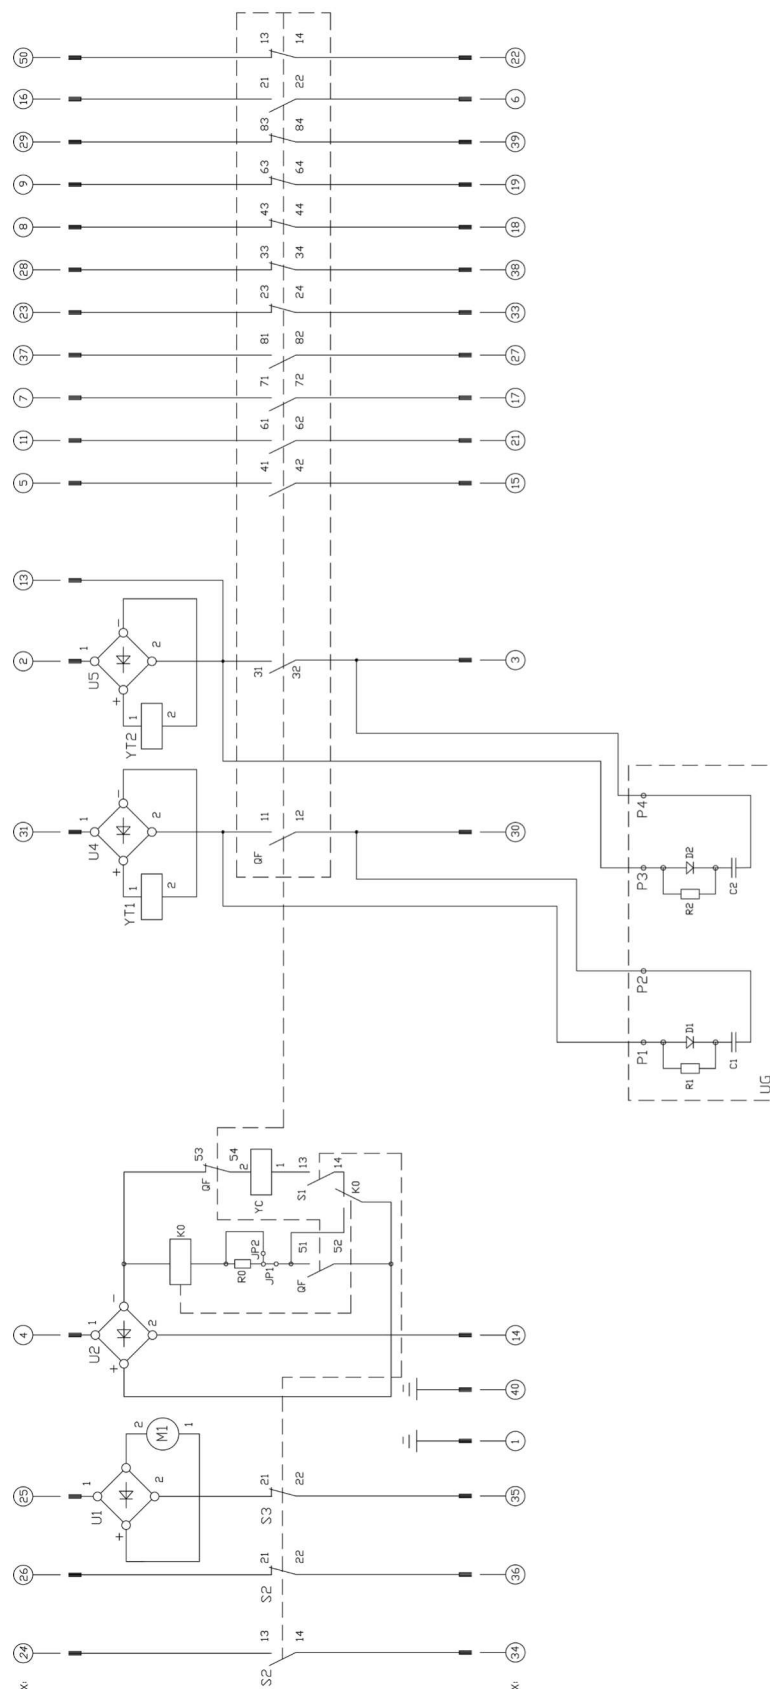 50
13
14
22
16
21
22
6
29
83
84
39
9
63
64
19
8
43
44
18
28
33
34
38
23
23
24
33
37
81
82
27
7
71
72
17
11
61
62
21
5
41
42
15
13
2
1
−
2
+
U5
1
2
YT2
31
32
3
31
1
−
2
+
U4
1
2
YT1
11
12
QF
30
P4
P3
D2
R2
C2
P2
P1
D1
R1
C1
UG
53
54
QF
2
1
YC
13
14
S1
K0
K0
JP2
R0
JP1
51
52
QF
4
1
−
2
+
U2
14
40
1
2
M1
1
25
1
2
+
U1
21
22
S3
35
26
21
22
S2
36
24
13
14
S2
34
X:
X: